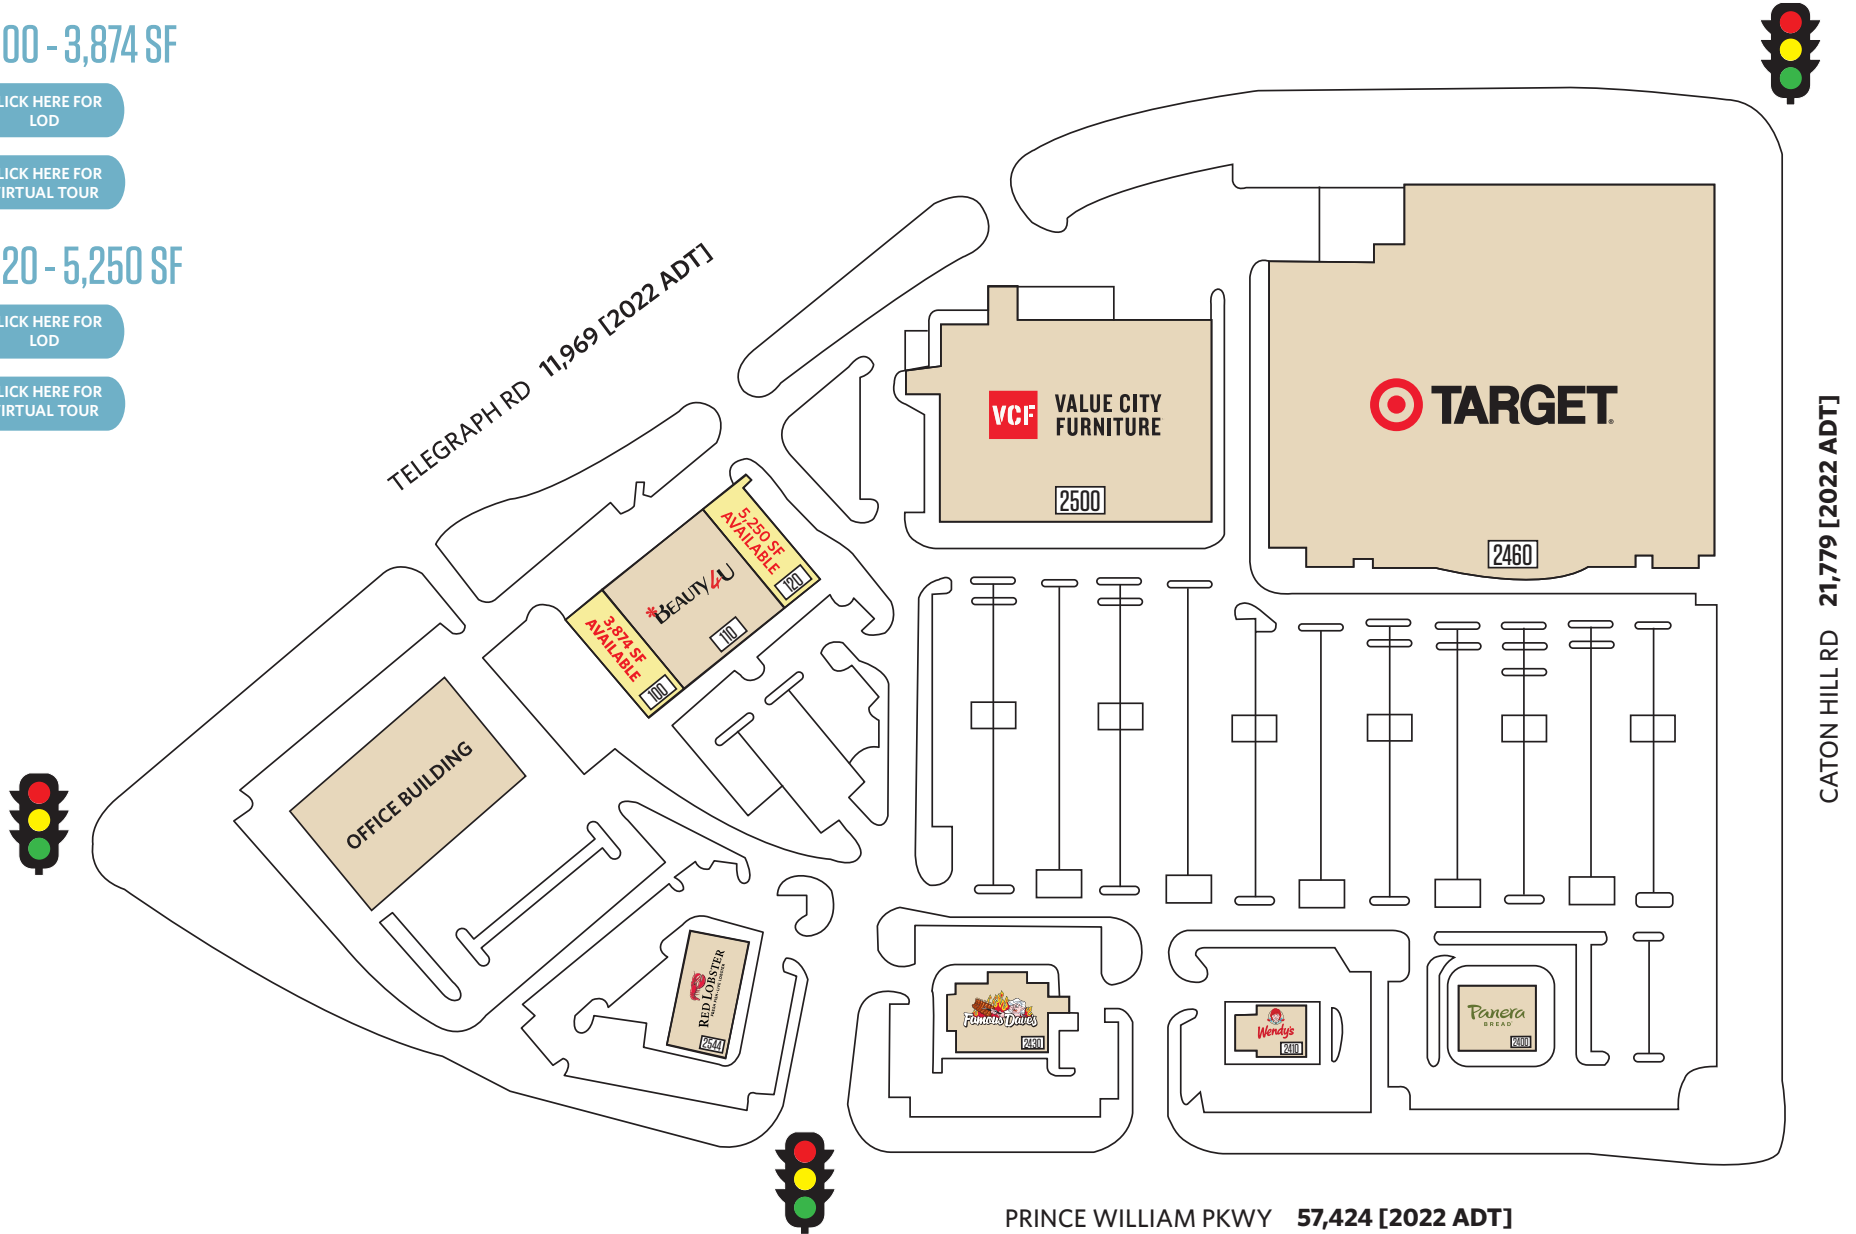 00 - 3,874 SF
LICK HERE FOR
LOD
LICK HERE FOR
IRTUAL TOUR
20 - 5,250 SF
LICK HERE FOR
LOD
LICK HERE FOR
IRTUAL TOUR
TELEGRAPH RD 11,969 [2022 ADT]
VCF VALUE CITY
FURNITURE
2500
TARGET
2460
CATON HILL RD 21,779 [2022 ADT]
5,250 SF
AVAILABLE
120
*BEAUTY4U
110
3,874 SF
AVAILABLE
100
OFFICE BUILDING
RED LOBSTER
2544
Famous Dave's
2430
Wendy's
2410
Panera
BREAD
2400
PRINCE WILLIAM PKWY 57,424 [2022 ADT]